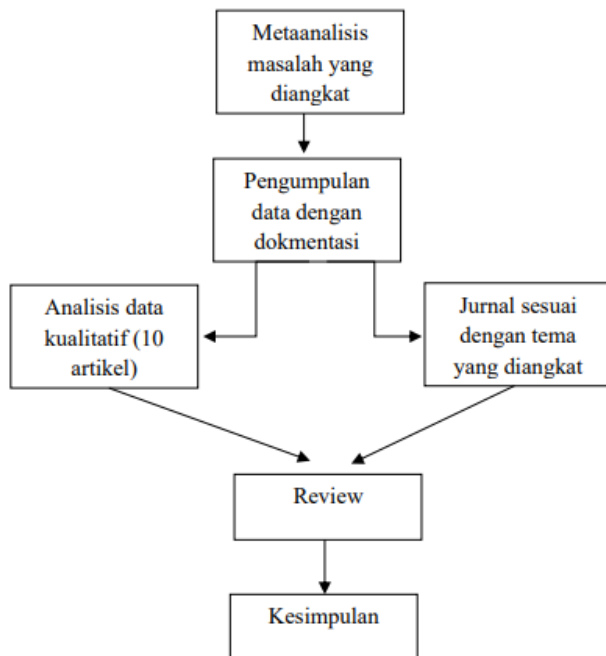 Metaanalisis
masalah yang
diangkat
Pengumpulan
data dengan
dokmentasi
Analisis data
kualitatif (10
artikel)
Jurnal sesuai
dengan tema
yang diangkat
Review
Kesimpulan